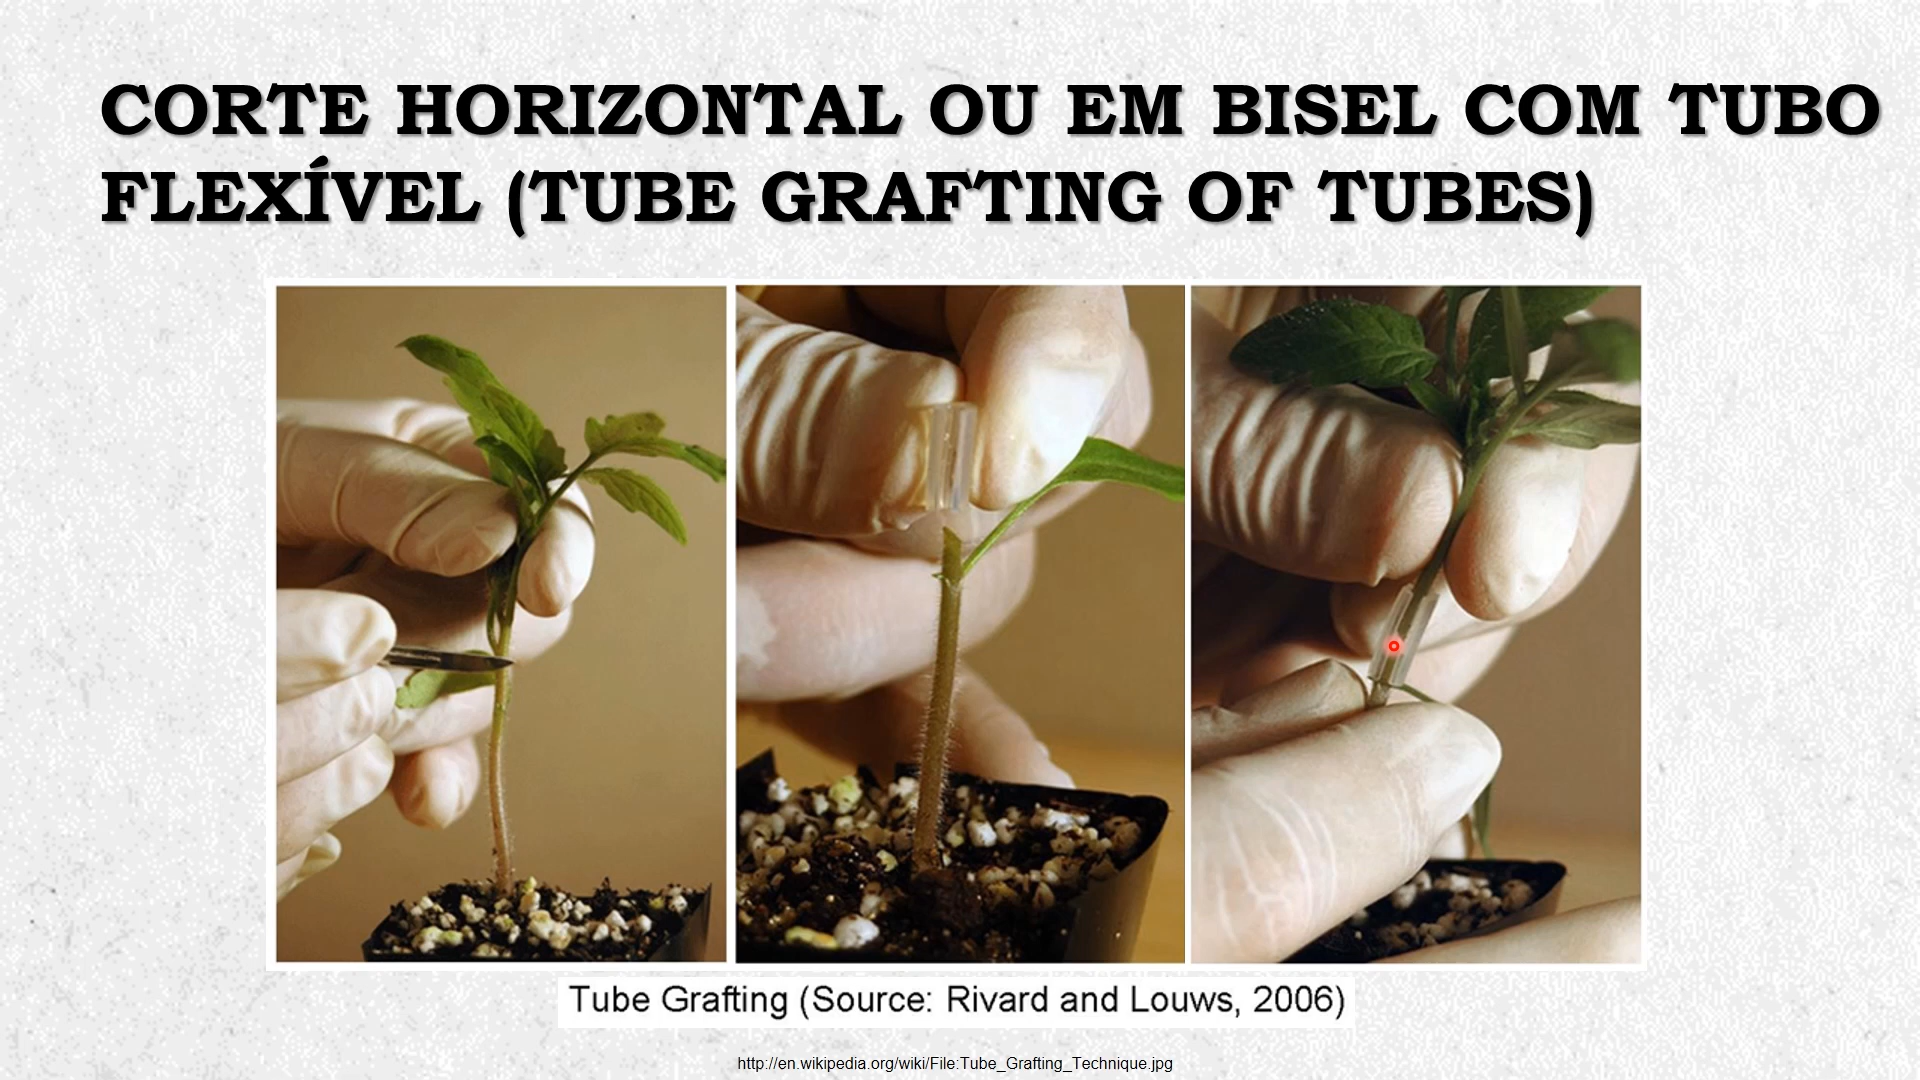 CORTE HORIZONTAL OU EM BISEL COM TUBO
FLEXÍVEL (TUBE GRAFTING OF TUBES)
Tube Grafting (Source: Rivard and Louws, 2006)
http://en.wikipedia.org/wiki/File:Tube_Grafting_Technique.jpg